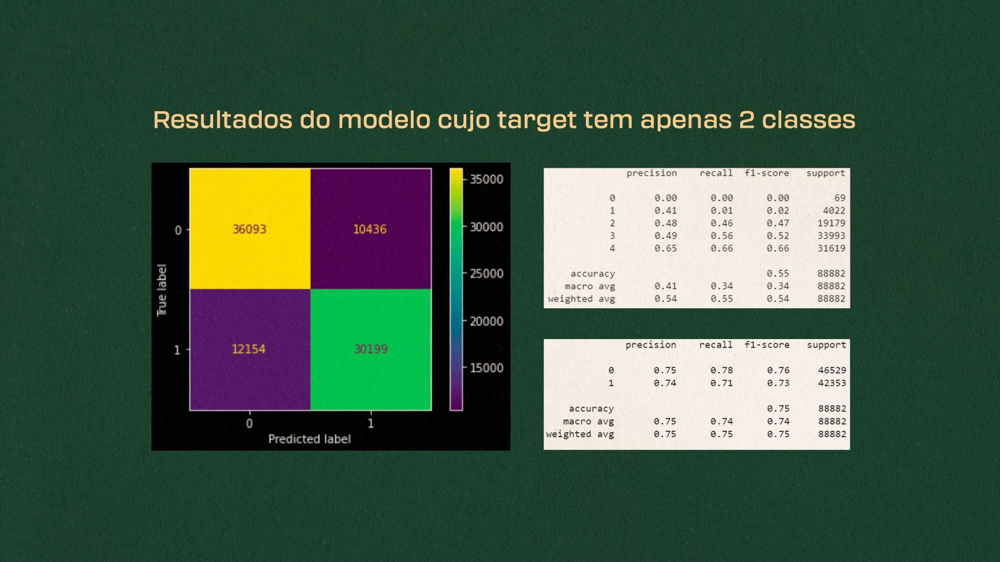 Resultados do modelo cujo target tem apenas 2 classes
35000
36093 10436
0
30000
25000
True label
20000
12154 30199
1
15000
0 1
Predicted label
precision recall f1-score support
0 0.00 0.00 0.00 69
1 0.41 0.01 0.02 4022
2 0.48 0.46 0.47 19179
3 0.49 0.56 0.52 33993
4 0.65 0.66 0.66 31619
accuracy 0.55 88882
macro avg 0.41 0.34 0.34 88882
weighted avg 0.54 0.55 0.54 88882
precision recall f1-score support
0 0.75 0.78 0.76 46529
1 0.74 0.71 0.73 42353
accuracy 0.75 88882
macro avg 0.75 0.74 0.74 88882
weighted avg 0.75 0.75 0.75 88882